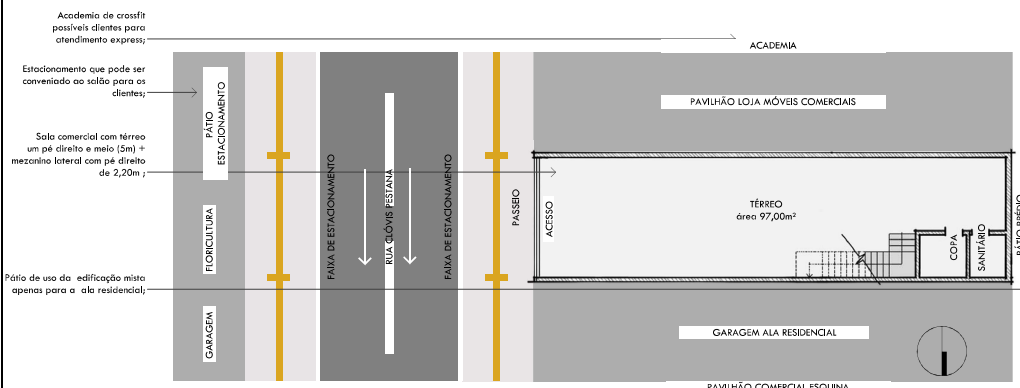 Academia de crossfit
possíveis clientes para
atendimento express;
ACADEMIA
Estacionamento que pode ser
conveniado ao salão para os
clientes;
PÁTIO
ESTACIONAMENTO
PAVILHÃO LOJA MÓVEIS COMERCIAIS
Sala comercial com térreo
um pé direito e meio (5m) +
mezanino lateral com pé direito
de 2,20m ;
FAIXA DE ESTACIONAMENTO
RUA CLÓVIS PESTANA
FAIXA DE ESTACIONAMENTO
PASSEIO
ACESSO
TÉRREO
área 97,00m²
COPA
SANITÁRIO
PÁTIO PRÉDIO
FLORICULTURA
Pátio de uso da edificação mista
apenas para a ala residencial;
GARAGEM
GARAGEM ALA RESIDENCIAL
PAVILHÃO COMERCIAL ESQUINA